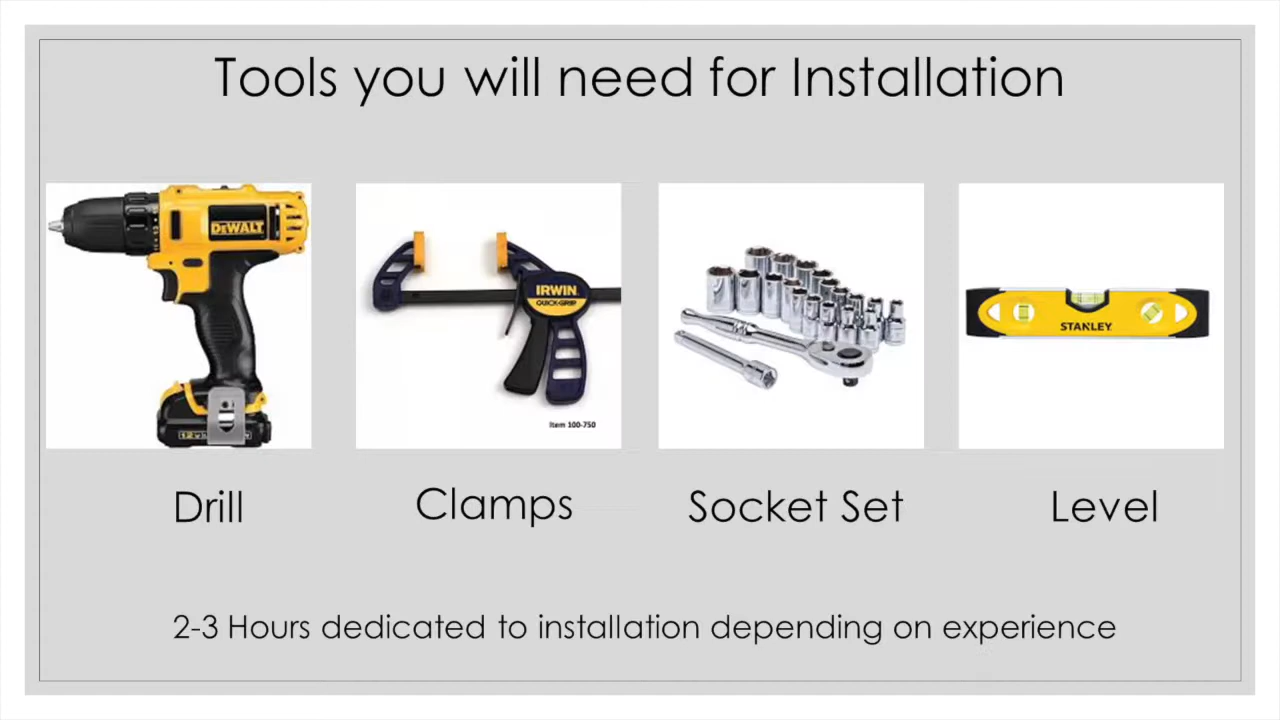 Tools you will need for Installation
DEWALT
IRWIN
QUICK-GRIP
Item 100-750
STANLEY
Drill
Clamps
Socket Set
Level
2-3 Hours dedicated to installation depending on experience